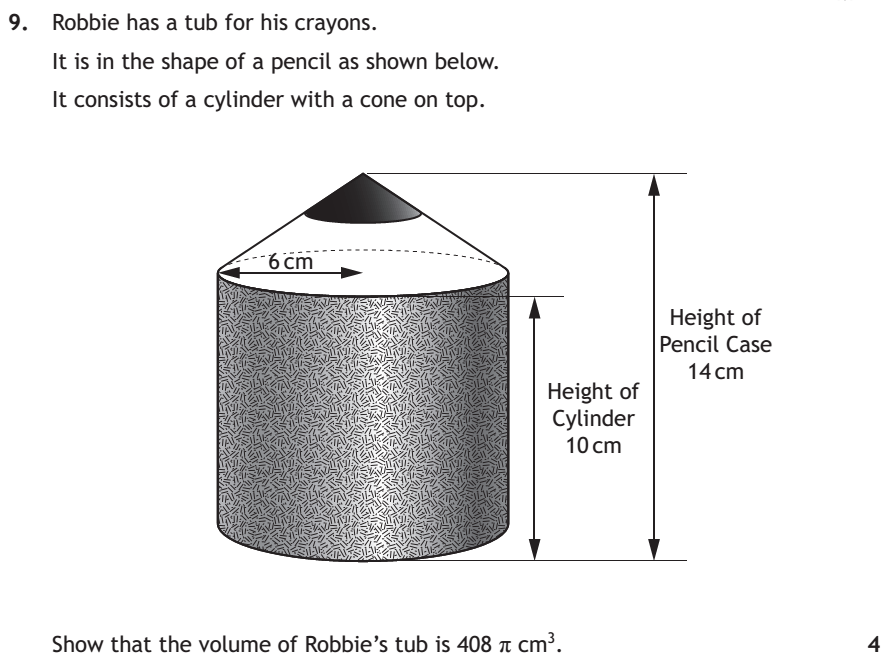 9. Robbie has a tub for his crayons.
It is in the shape of a pencil as shown below.
It consists of a cylinder with a cone on top.
6 cm
Height of
Pencil Case
14 cm
Height of
Cylinder
10 cm
Show that the volume of Robbie’s tub is 408 π cm³. 4